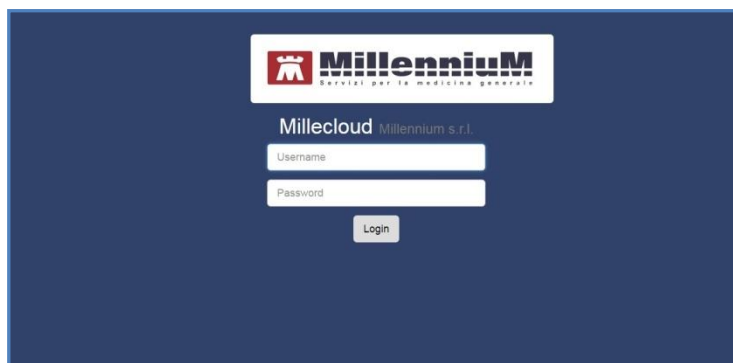 MillenniuM
Servizi per la medicina generale
Millecloud Millennium s.r.l.
Username
Password
Login